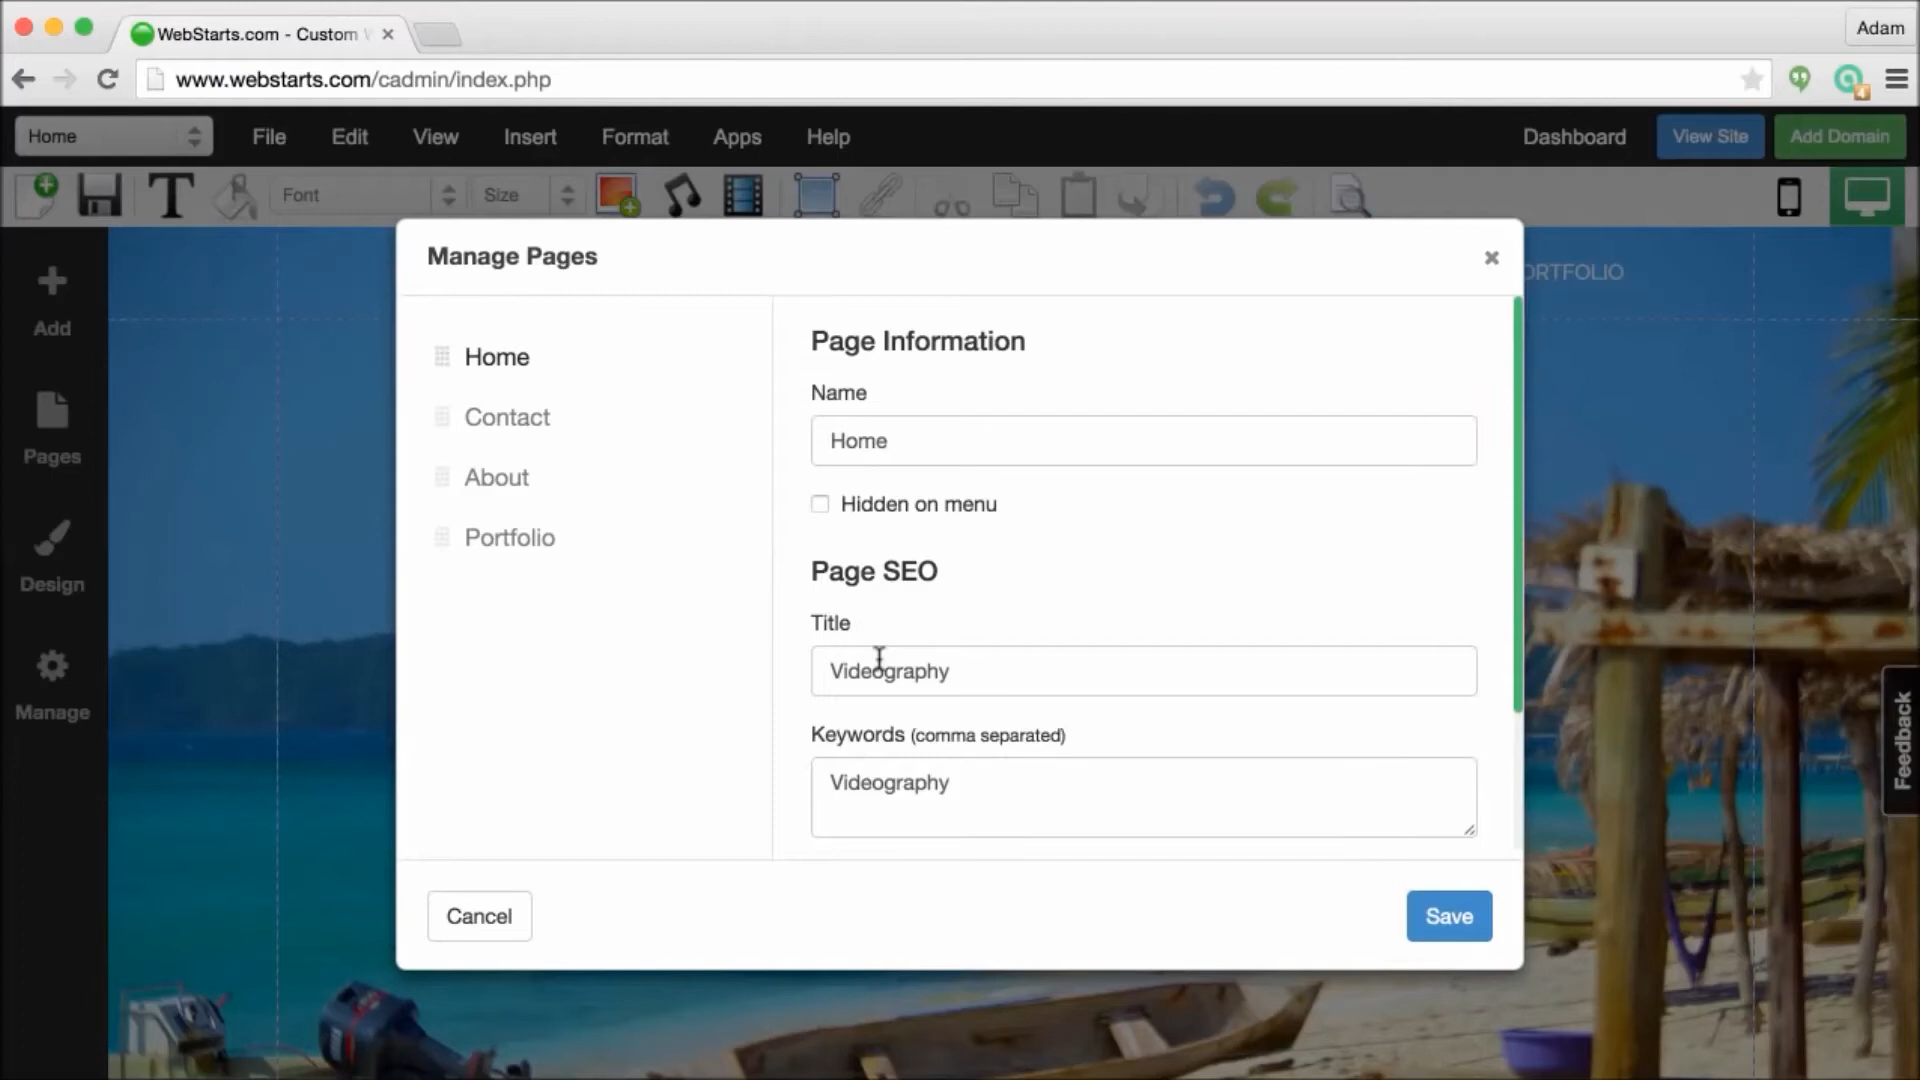 WebStarts.com - Custom W
Adam
www.webstarts.com/cadmin/index.php
4
Home
File
Edit
View
Insert
Format
Apps
Help
Dashboard
View Site
Add Domain
T
Font
Size
Manage Pages
ORTFOLIO
Add
Pages
Design
Manage
Home
Contact
About
Portfolio
Page Information
Name
Home
Hidden on menu
Page SEO
Title
Videography
Keywords (comma separated)
Videography
Cancel
Save
Feedback